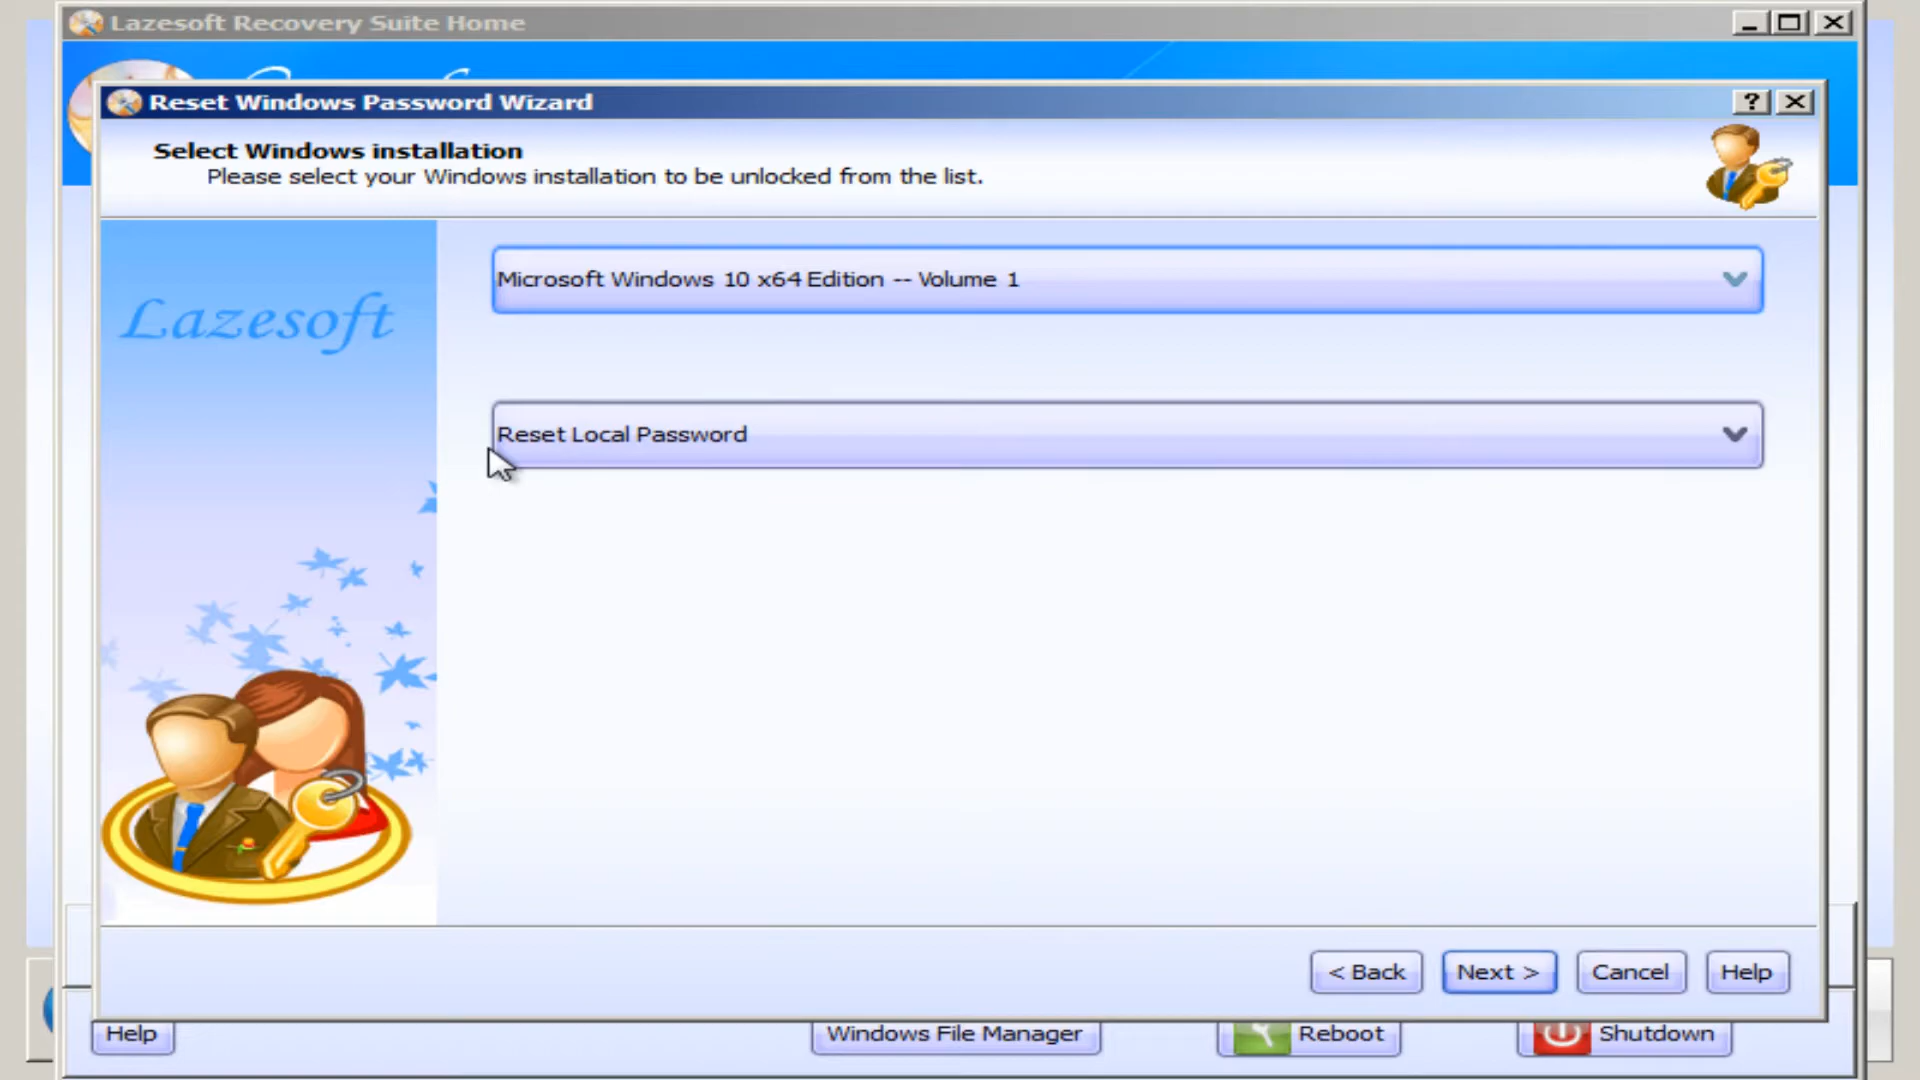 Lazesoft Recovery Suite Home
Reset Windows Password Wizard
Select Windows installation
Please select your Windows installation to be unlocked from the list.
Lazesoft
Microsoft Windows 10 x64 Edition -- Volume 1
Reset Local Password
< Back
Next >
Cancel
Help
Help
Windows File Manager
Reboot
Shutdown